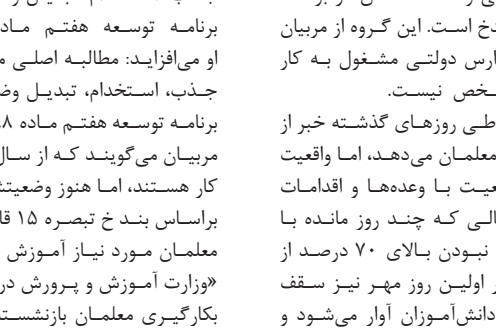 دخ است. این گروه از مربیان
ارس دولتی مشغول به کار
خص نیست.
طی روزهای گذشته خبر از
معلمان می‌دهد، اما واقعیت
عیت با وعده‌ها و اقدامات
الی که چند روز مانده با
نبودن بالای ۷۰ درصد از
اولین روز مهر نیز سقف
دانش‌آموزان آوار می‌شود و
برنامه توسعه هفتم ماد
او می‌افزاید: مطالبه اصلی م
جذب، استخدام، تبدیل وض
برنامه توسعه هفتم ماده ۸
مربیان می‌گویند که از سال
کار هستند، اما هنوز وضعیتش
براساس بند خ تبصره ۱۵ قا
معلمان مورد نیاز آموزش
«وزارت آموزش و پرورش در
بکارگیری معلمان بازنشست